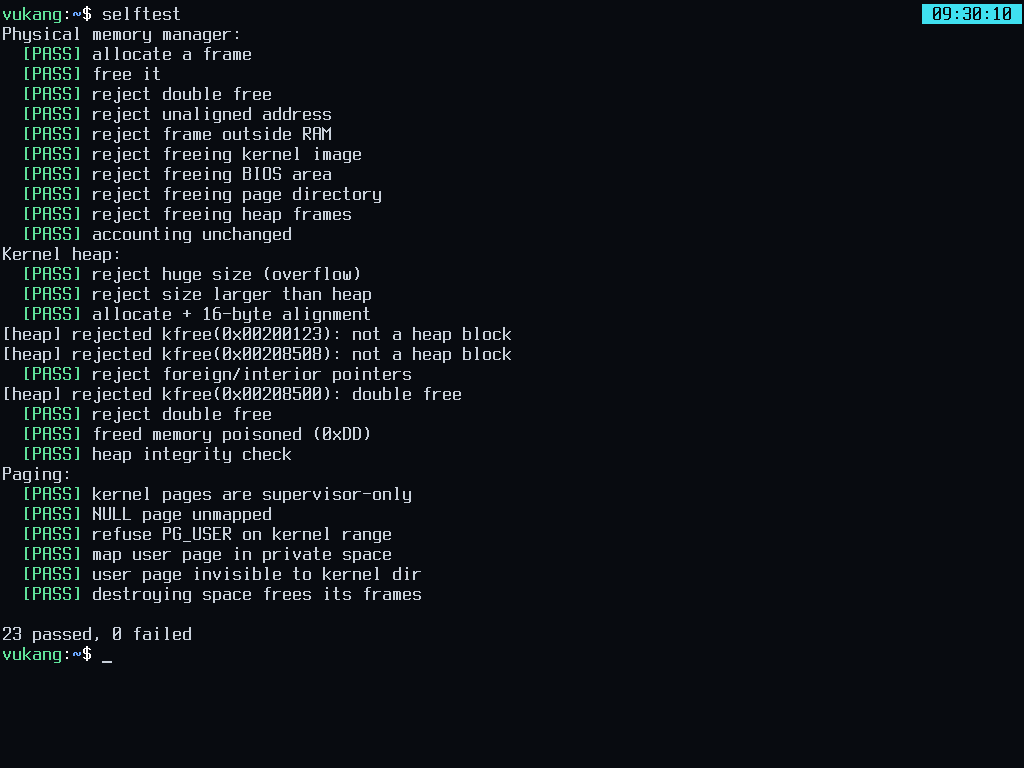 vukang:~$ selftest
09:30:10
Physical memory manager:
  [PASS] allocate a frame
  [PASS] free it
  [PASS] reject double free
  [PASS] reject unaligned address
  [PASS] reject frame outside RAM
  [PASS] reject freeing kernel image
  [PASS] reject freeing BIOS area
  [PASS] reject freeing page directory
  [PASS] reject freeing heap frames
  [PASS] accounting unchanged
Kernel heap:
  [PASS] reject huge size (overflow)
  [PASS] reject size larger than heap
  [PASS] allocate + 16-byte alignment
[heap] rejected kfree(0x00200123): not a heap block
[heap] rejected kfree(0x00208508): not a heap block
  [PASS] reject foreign/interior pointers
[heap] rejected kfree(0x00208500): double free
  [PASS] reject double free
  [PASS] freed memory poisoned (0xDD)
  [PASS] heap integrity check
Paging:
  [PASS] kernel pages are supervisor-only
  [PASS] NULL page unmapped
  [PASS] refuse PG_USER on kernel range
  [PASS] map user page in private space
  [PASS] user page invisible to kernel dir
  [PASS] destroying space frees its frames
23 passed, 0 failed
vukang:~$ _